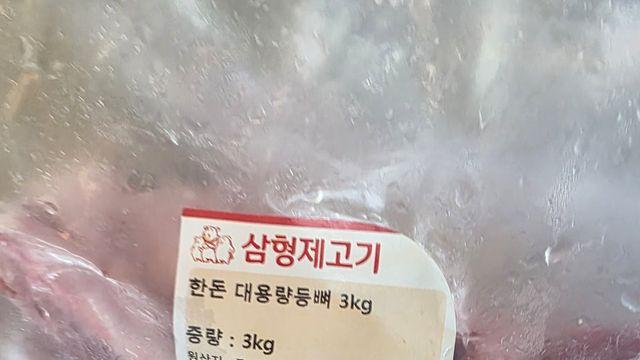 삼형제고기
한돈 대용량등뼈 3kg
중량 : 3kg